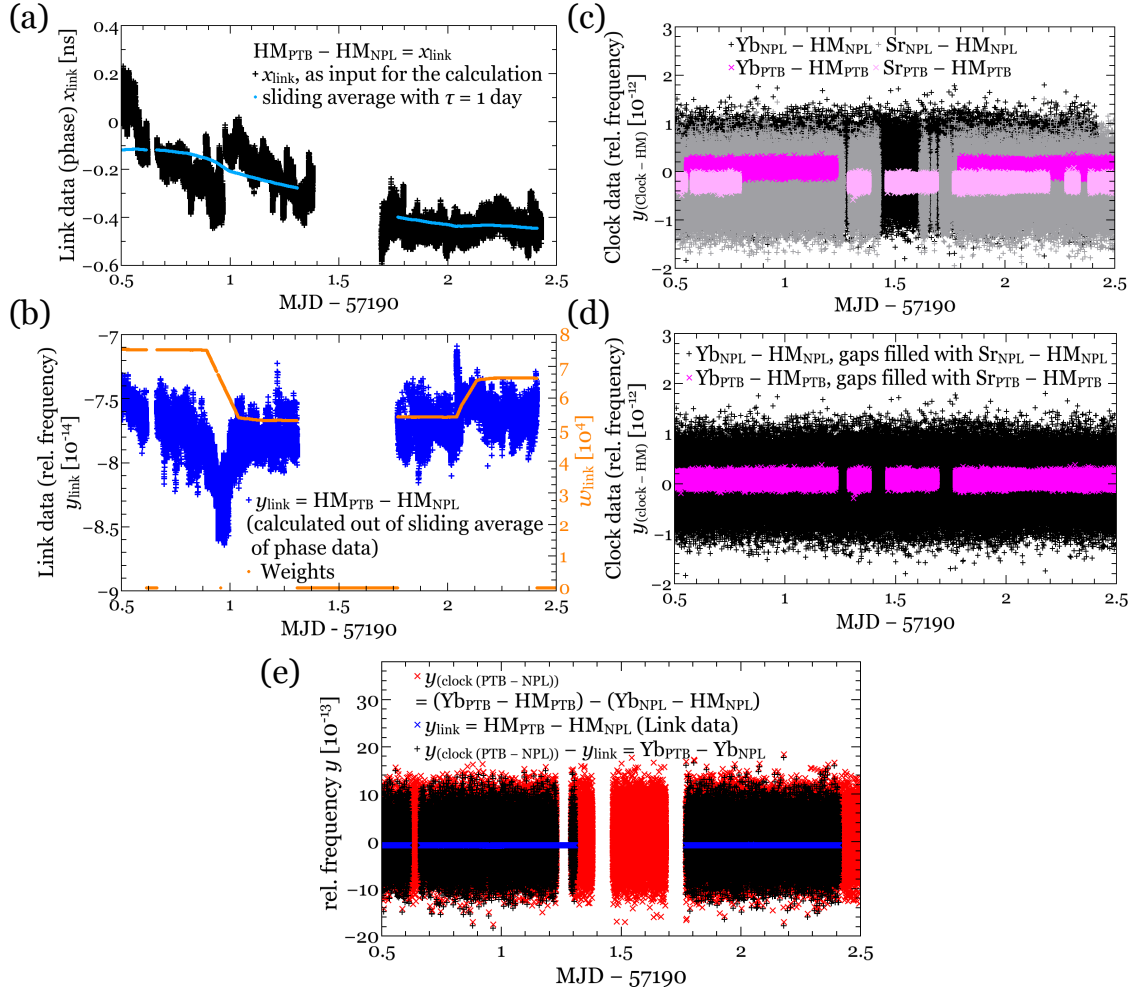 (a)
HM_PTB − HM_NPL = x_link
x_link, as input for the calculation
sliding average with τ = 1 day
Link data (phase) x_link [ns]
0.4
0.2
0
−0.2
−0.4
−0.6
0.5 1 1.5 2 2.5
MJD − 57190
(c)
Yb_NPL − HM_NPL Sr_NPL − HM_NPL
Yb_PTB − HM_PTB Sr_PTB − HM_PTB
Clock data (rel. frequency)
y_(clock − HM) [10⁻¹²]
3
2
1
0
−1
−2
0.5 1 1.5 2 2.5
MJD − 57190
(b)
Link data (rel. frequency)
y_link [10⁻¹⁴]
−7
−7.5
−8
−8.5
−9
y_link = HM_PTB − HM_NPL
(calculated out of sliding average
of phase data)
Weights
8
7
6
5
4
3
2
1
0
w_link [10⁴]
0.5 1 1.5 2 2.5
MJD - 57190
(d)
Yb_NPL − HM_NPL, gaps filled with Sr_NPL − HM_NPL
Yb_PTB − HM_PTB, gaps filled with Sr_PTB − HM_PTB
Clock data (rel. frequency)
y_(clock − HM) [10⁻¹²]
3
2
1
0
−1
−2
0.5 1 1.5 2 2.5
MJD − 57190
(e)
y_(clock (PTB − NPL))
= (Yb_PTB − HM_PTB) − (Yb_NPL − HM_NPL)
y_link = HM_PTB − HM_NPL (Link data)
y_(clock (PTB − NPL)) − y_link = Yb_PTB − Yb_NPL
rel. frequency y [10⁻¹³]
30
20
10
0
−10
−20
0.5 1 1.5 2 2.5
MJD − 57190